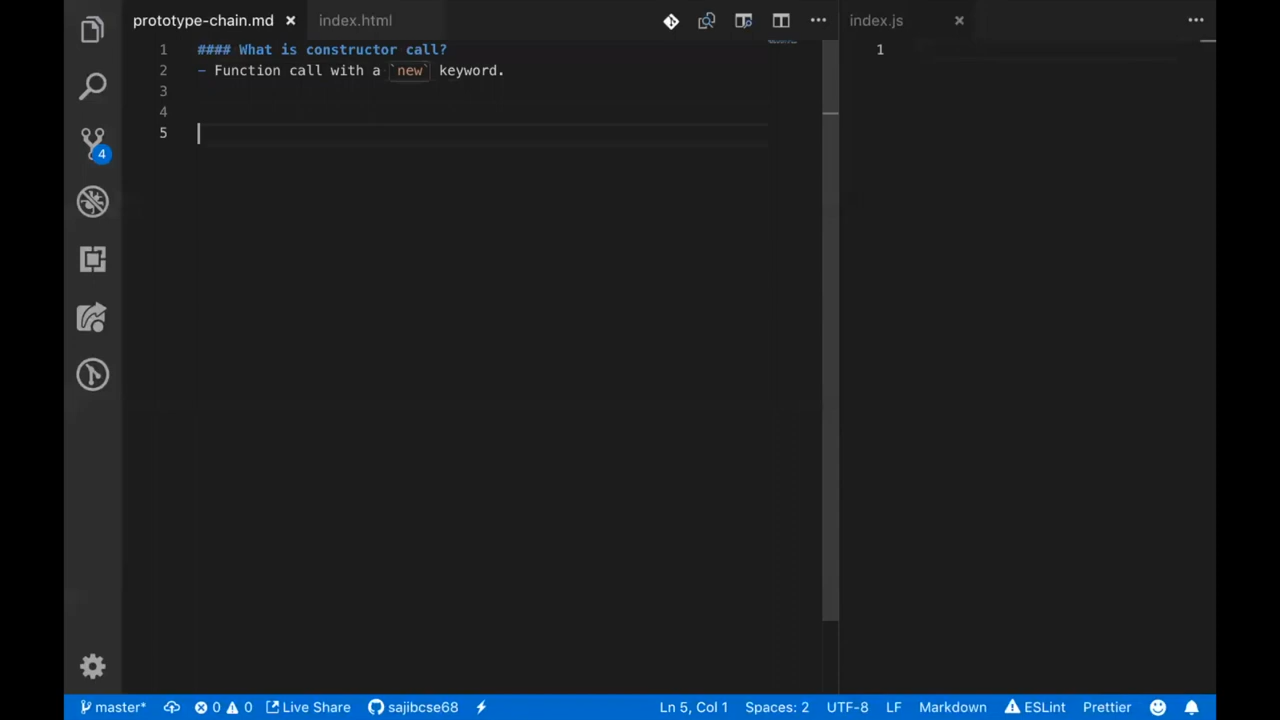 prototype-chain.md
index.html
index.js
1 #### What is constructor call?
2 - Function call with a `new` keyword.
3
4
5
1
4
master*
0 0
Live Share
sajibcse68
Ln 5, Col 1
Spaces: 2
UTF-8
LF
Markdown
ESLint
Prettier